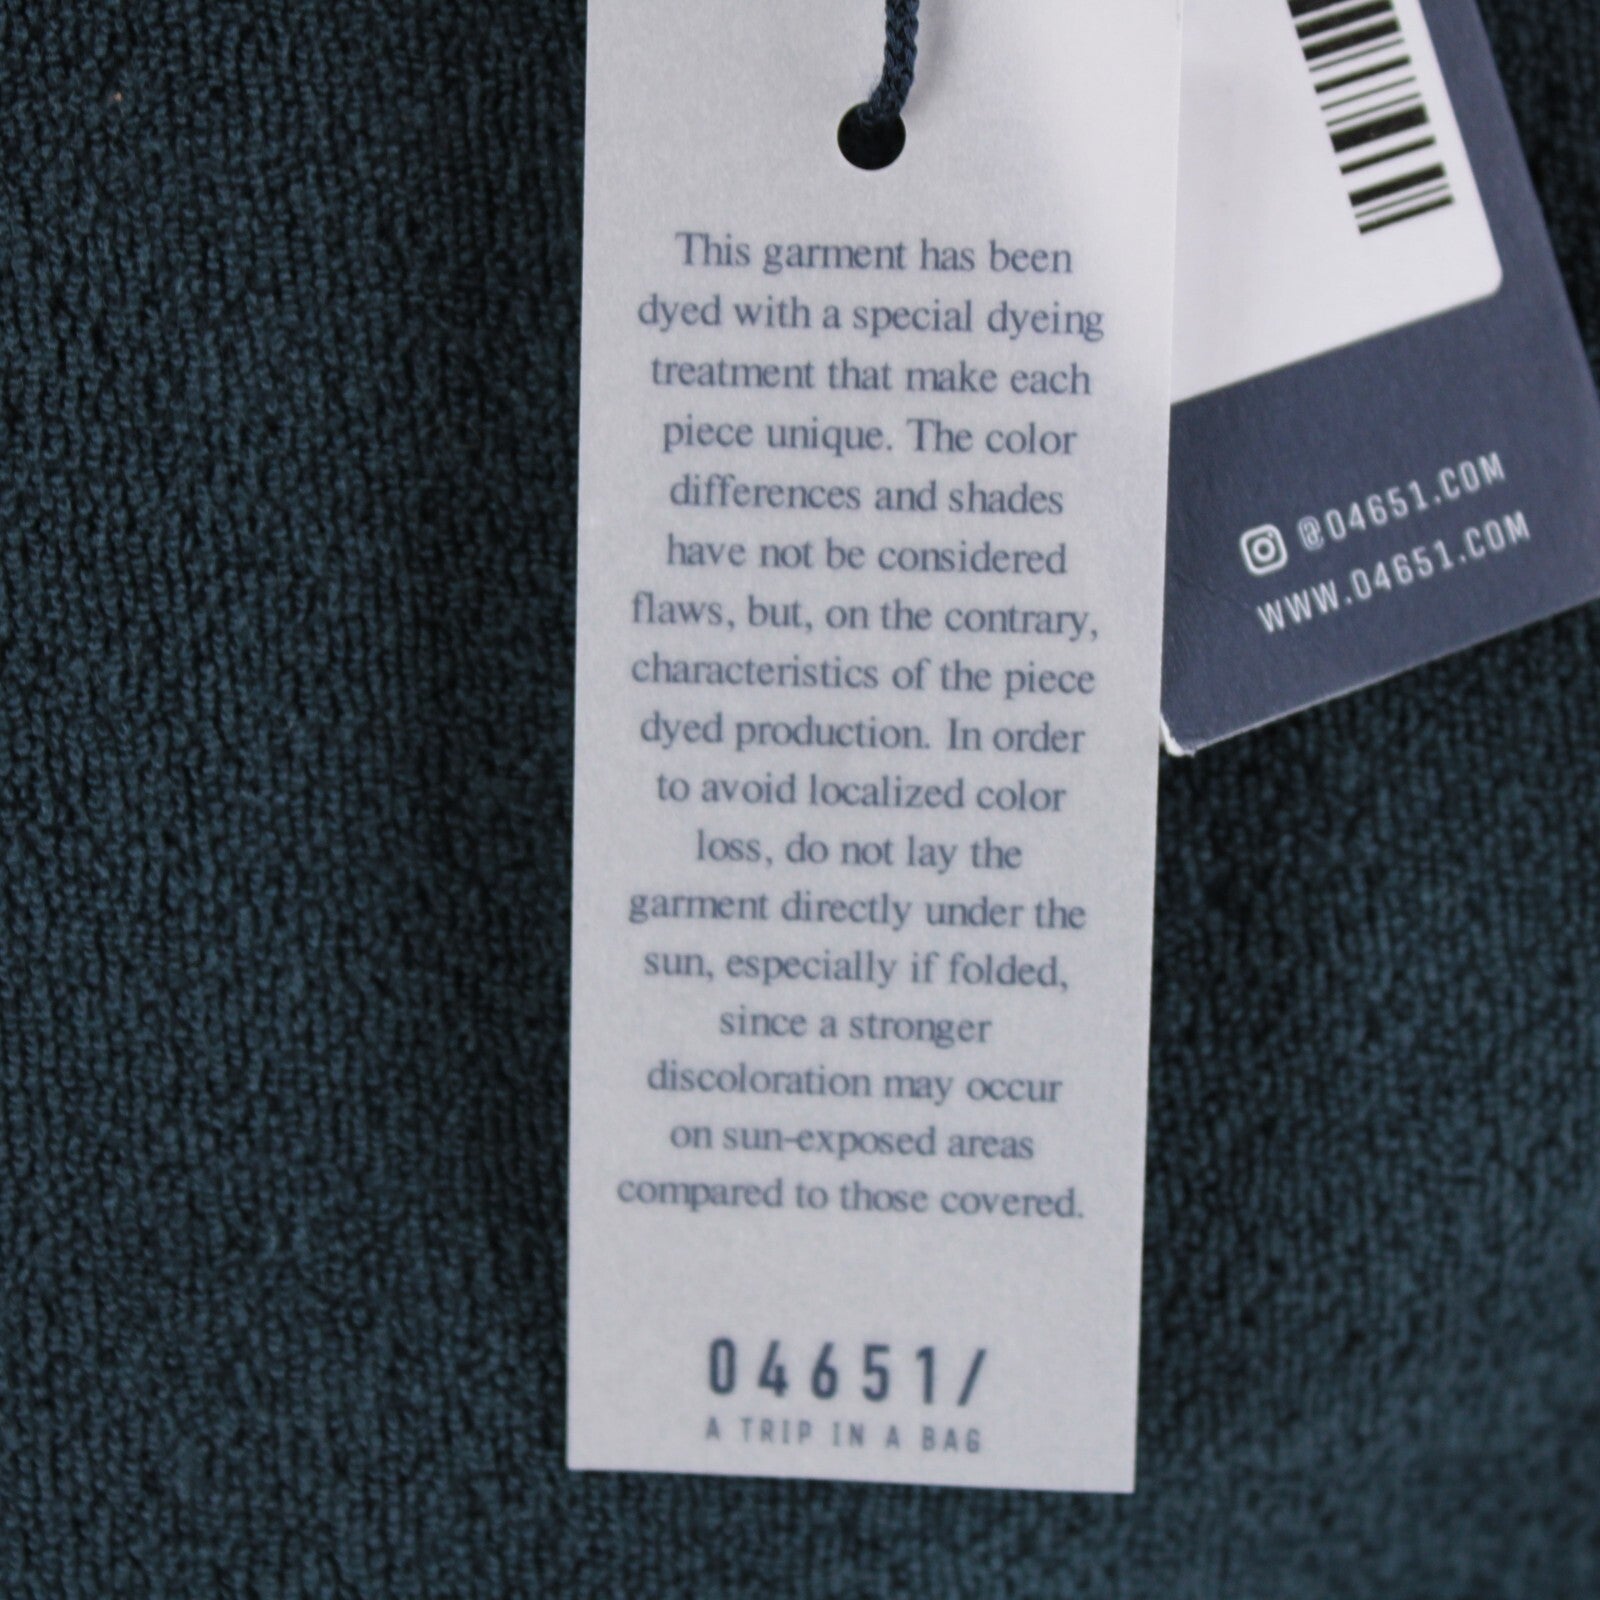 This garment has been
dyed with a special dyeing
treatment that make each
piece unique. The color
differences and shades
have not be considered
flaws, but, on the contrary,
characteristics of the piece
dyed production. In order
to avoid localized color
loss, do not lay the
garment directly under the
sun, especially if folded,
since a stronger
discoloration may occur
on sun-exposed areas
compared to those covered.
04651/
A TRIP IN A BAG
@04651.COM
WWW.04651.COM